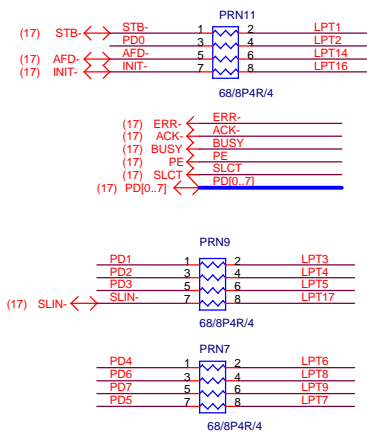 PRN11
(17) STB- STB- 1 2 LPT1
PD0 3 4 LPT2
(17) AFD- AFD- 5 6 LPT14
(17) INIT- INIT- 7 8 LPT16
68/8P4R/4
(17) ERR- ERR-
(17) ACK- ACK-
(17) BUSY BUSY
(17) PE PE
(17) SLCT SLCT
(17) PD[0..7] PD[0..7]
PRN9
PD1 1 2 LPT3
PD2 3 4 LPT4
PD3 5 6 LPT5
(17) SLIN- SLIN- 7 8 LPT17
68/8P4R/4
PRN7
PD4 1 2 LPT6
PD6 3 4 LPT8
PD7 5 6 LPT9
PD5 7 8 LPT7
68/8P4R/4